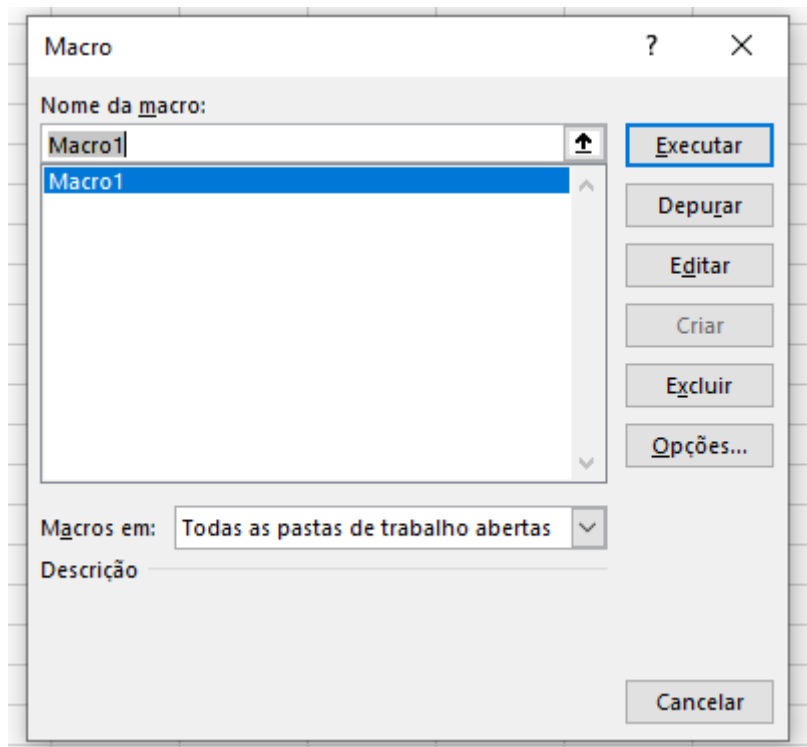 Macro ?
Nome da macro:
Macro1
Macro1
Executar
Depurar
Editar
Criar
Excluir
Opções...
Macros em: Todas as pastas de trabalho abertas
Descrição
Cancelar